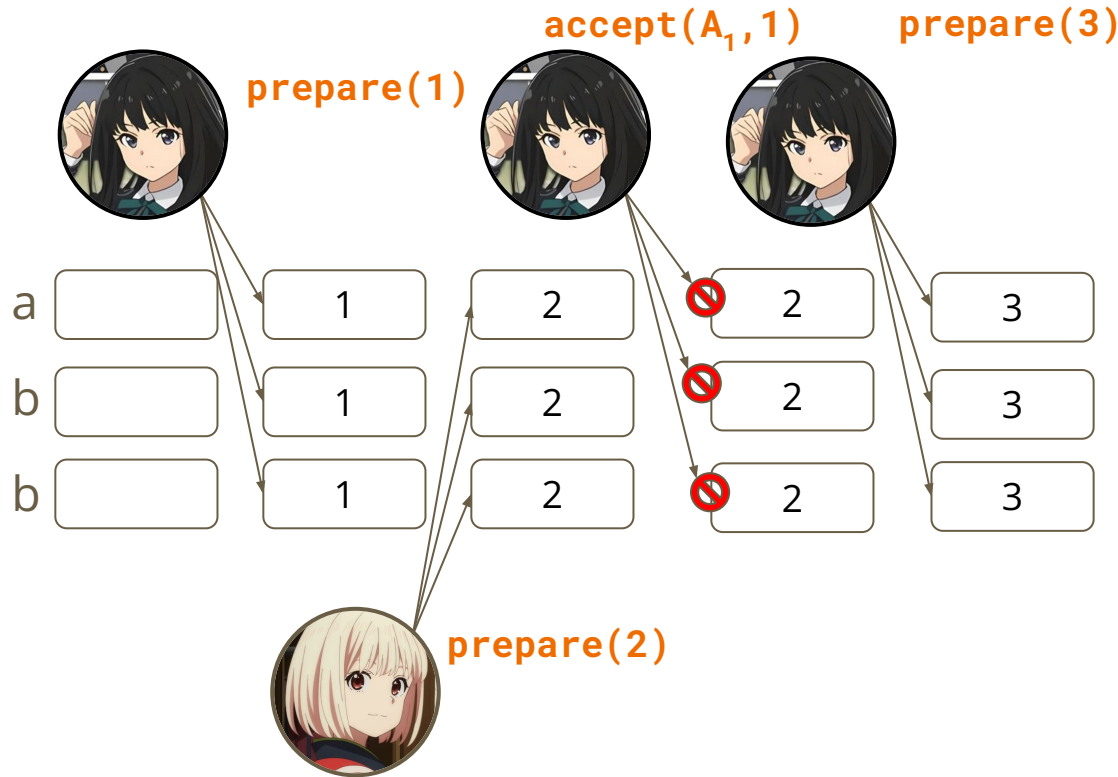 accept(A₁,1)
prepare(3)
prepare(1)
a 1 2 2 3
b 1 2 2 3
b 1 2 2 3
prepare(2)